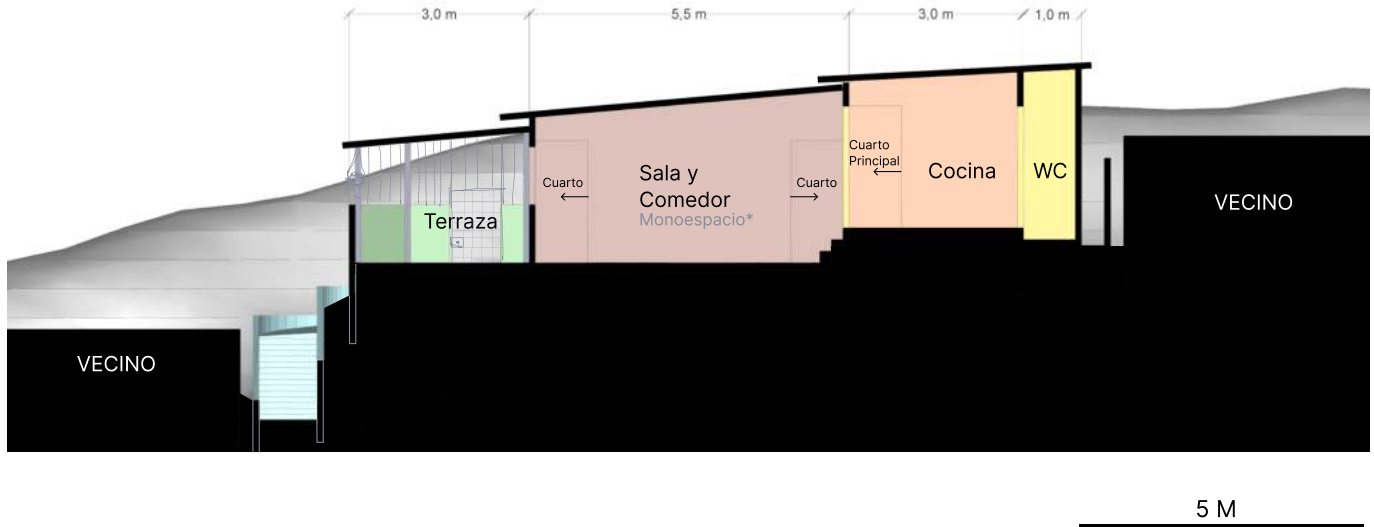 3,0 m
5,5 m
3,0 m
1,0 m
Cuarto
Principal
Cuarto
Sala y
Comedor
Monoespacio*
Cuarto
Cocina
WC
VECINO
Terraza
VECINO
5 M